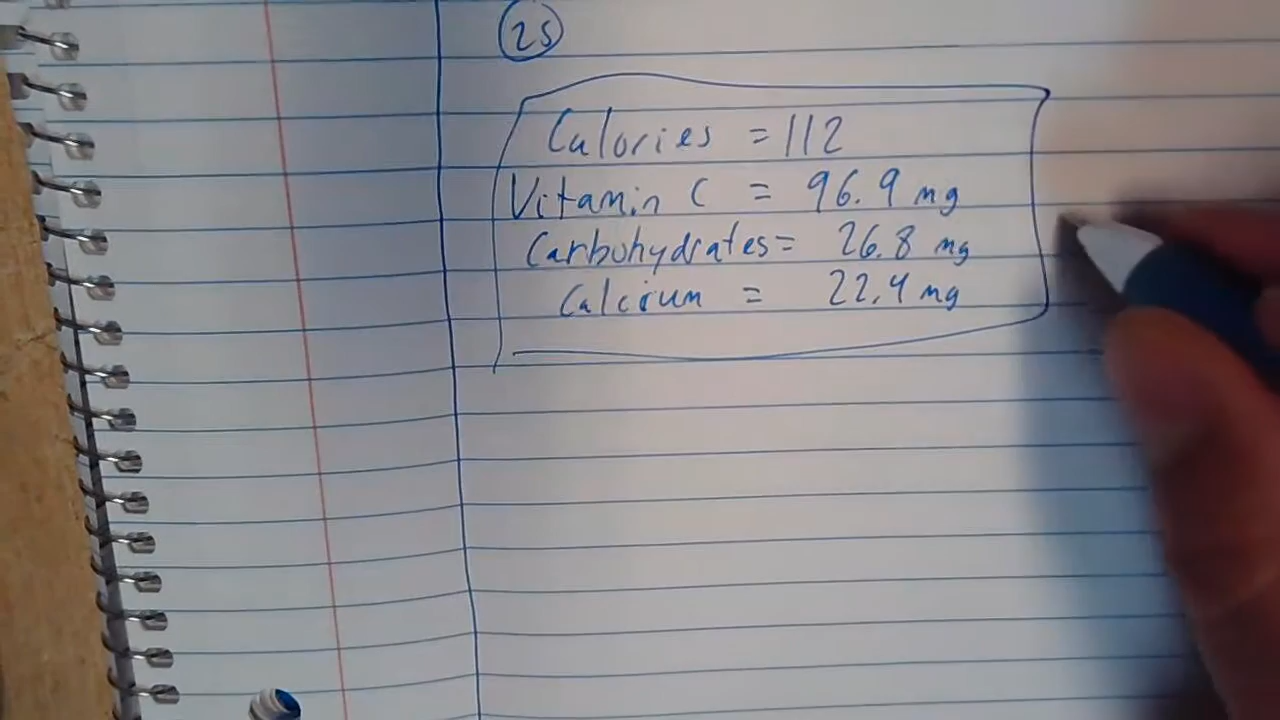 25
Calories = 112
Vitamin C = 96.9 mg
Carbohydrates = 26.8 mg
Calcium = 22.4 mg